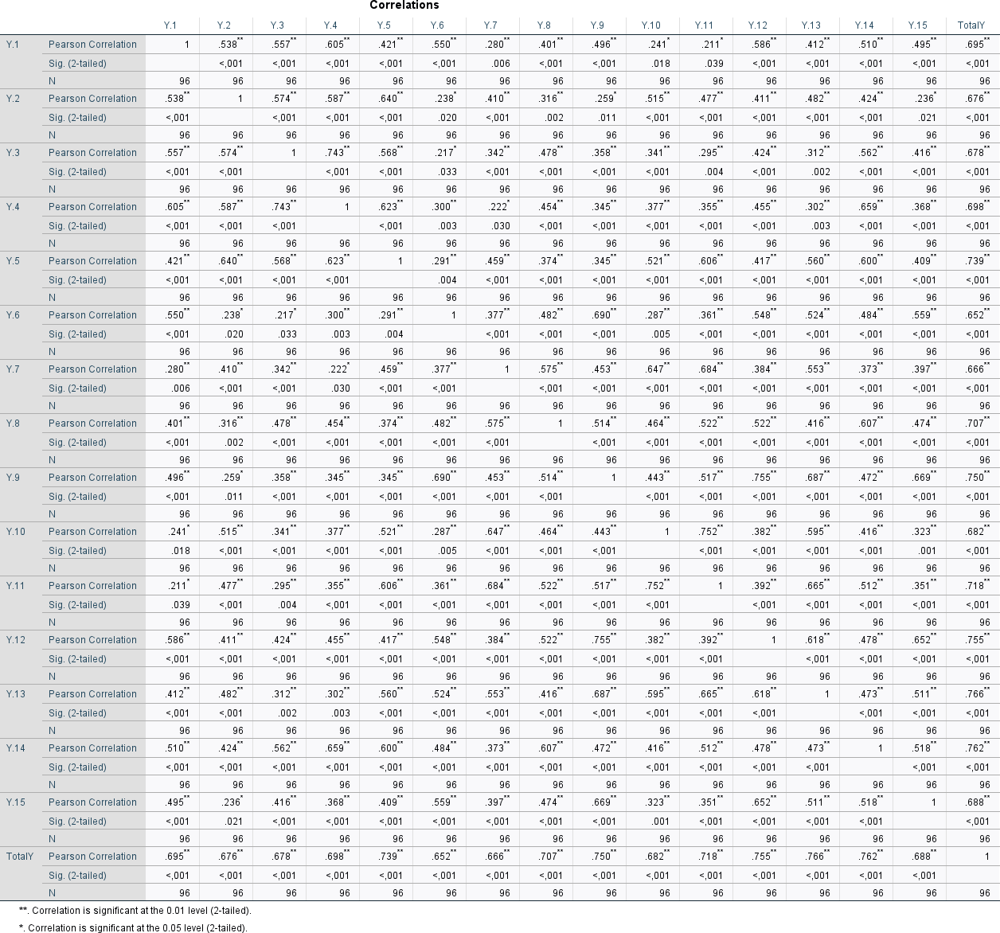 Correlations
Y.1 Y.2 Y.3 Y.4 Y.5 Y.6 Y.7 Y.8 Y.9 Y.10 Y.11 Y.12 Y.13 Y.14 Y.15 TotalY
Y.1 Pearson Correlation 1 .538** .557** .605** .421** .550** .280** .401** .496** .241* .211* .586** .412** .510** .495** .695**
Sig. (2-tailed) <,001 <,001 <,001 <,001 <,001 .006 <,001 <,001 .018 .039 <,001 <,001 <,001 <,001 <,001
N 96 96 96 96 96 96 96 96 96 96 96 96 96 96 96 96
Y.2 Pearson Correlation .538** 1 .574** .587** .640** .238* .410** .316** .259* .515** .477** .411** .482** .424** .236* .676**
Sig. (2-tailed) <,001 <,001 <,001 <,001 .020 <,001 .002 .011 <,001 <,001 <,001 <,001 <,001 .021 <,001
N 96 96 96 96 96 96 96 96 96 96 96 96 96 96 96 96
Y.3 Pearson Correlation .557** .574** 1 .743** .568** .217* .342** .478** .358** .341** .295** .424** .312** .562** .416** .678**
Sig. (2-tailed) <,001 <,001 <,001 <,001 .033 <,001 <,001 <,001 <,001 .004 <,001 .002 <,001 <,001 <,001
N 96 96 96 96 96 96 96 96 96 96 96 96 96 96 96 96
Y.4 Pearson Correlation .605** .587** .743** 1 .623** .300** .222* .454** .345** .377** .355** .455** .302** .659** .368** .698**
Sig. (2-tailed) <,001 <,001 <,001 <,001 .003 .030 <,001 <,001 <,001 <,001 <,001 .003 <,001 <,001 <,001
N 96 96 96 96 96 96 96 96 96 96 96 96 96 96 96 96
Y.5 Pearson Correlation .421** .640** .568** .623** 1 .291** .459** .374** .345** .521** .606** .417** .560** .600** .409** .739**
Sig. (2-tailed) <,001 <,001 <,001 <,001 .004 <,001 <,001 <,001 <,001 <,001 <,001 <,001 <,001 <,001 <,001
N 96 96 96 96 96 96 96 96 96 96 96 96 96 96 96 96
Y.6 Pearson Correlation .550** .238* .217* .300** .291** 1 .377** .482** .690** .287** .361** .548** .524** .484** .559** .652**
Sig. (2-tailed) <,001 .020 .033 .003 .004 <,001 <,001 <,001 .005 <,001 <,001 <,001 <,001 <,001 <,001
N 96 96 96 96 96 96 96 96 96 96 96 96 96 96 96 96
Y.7 Pearson Correlation .280** .410** .342** .222* .459** .377** 1 .575** .453** .647** .684** .384** .553** .373** .397** .666**
Sig. (2-tailed) .006 <,001 <,001 .030 <,001 <,001 <,001 <,001 <,001 <,001 <,001 <,001 <,001 <,001 <,001
N 96 96 96 96 96 96 96 96 96 96 96 96 96 96 96 96
Y.8 Pearson Correlation .401** .316** .478** .454** .374** .482** .575** 1 .514** .464** .522** .522** .416** .607** .474** .707**
Sig. (2-tailed) <,001 .002 <,001 <,001 <,001 <,001 <,001 <,001 <,001 <,001 <,001 <,001 <,001 <,001 <,001
N 96 96 96 96 96 96 96 96 96 96 96 96 96 96 96 96
Y.9 Pearson Correlation .496** .259* .358** .345** .345** .690** .453** .514** 1 .443** .517** .755** .687** .472** .669** .750**
Sig. (2-tailed) <,001 .011 <,001 <,001 <,001 <,001 <,001 <,001 <,001 <,001 <,001 <,001 <,001 <,001 <,001
N 96 96 96 96 96 96 96 96 96 96 96 96 96 96 96 96
Y.10 Pearson Correlation .241* .515** .341** .377** .521** .287** .647** .464** .443** 1 .752** .382** .595** .416** .323** .682**
Sig. (2-tailed) .018 <,001 <,001 <,001 <,001 .005 <,001 <,001 <,001 <,001 <,001 <,001 <,001 .001 <,001
N 96 96 96 96 96 96 96 96 96 96 96 96 96 96 96 96
Y.11 Pearson Correlation .211* .477** .295** .355** .606** .361** .684** .522** .517** .752** 1 .392** .665** .512** .351** .718**
Sig. (2-tailed) .039 <,001 .004 <,001 <,001 <,001 <,001 <,001 <,001 <,001 <,001 <,001 <,001 <,001 <,001
N 96 96 96 96 96 96 96 96 96 96 96 96 96 96 96 96
Y.12 Pearson Correlation .586** .411** .424** .455** .417** .548** .384** .522** .755** .382** .392** 1 .618** .478** .652** .755**
Sig. (2-tailed) <,001 <,001 <,001 <,001 <,001 <,001 <,001 <,001 <,001 <,001 <,001 <,001 <,001 <,001 <,001
N 96 96 96 96 96 96 96 96 96 96 96 96 96 96 96 96
Y.13 Pearson Correlation .412** .482** .312** .302** .560** .524** .553** .416** .687** .595** .665** .618** 1 .473** .511** .766**
Sig. (2-tailed) <,001 <,001 .002 .003 <,001 <,001 <,001 <,001 <,001 <,001 <,001 <,001 <,001 <,001 <,001
N 96 96 96 96 96 96 96 96 96 96 96 96 96 96 96 96
Y.14 Pearson Correlation .510** .424** .562** .659** .600** .484** .373** .607** .472** .416** .512** .478** .473** 1 .518** .762**
Sig. (2-tailed) <,001 <,001 <,001 <,001 <,001 <,001 <,001 <,001 <,001 <,001 <,001 <,001 <,001 <,001 <,001
N 96 96 96 96 96 96 96 96 96 96 96 96 96 96 96 96
Y.15 Pearson Correlation .495** .236* .416** .368** .409** .559** .397** .474** .669** .323** .351** .652** .511** .518** 1 .688**
Sig. (2-tailed) <,001 .021 <,001 <,001 <,001 <,001 <,001 <,001 <,001 .001 <,001 <,001 <,001 <,001 <,001
N 96 96 96 96 96 96 96 96 96 96 96 96 96 96 96 96
TotalY Pearson Correlation .695** .676** .678** .698** .739** .652** .666** .707** .750** .682** .718** .755** .766** .762** .688** 1
Sig. (2-tailed) <,001 <,001 <,001 <,001 <,001 <,001 <,001 <,001 <,001 <,001 <,001 <,001 <,001 <,001 <,001
N 96 96 96 96 96 96 96 96 96 96 96 96 96 96 96 96
**. Correlation is significant at the 0.01 level (2-tailed).
*. Correlation is significant at the 0.05 level (2-tailed).